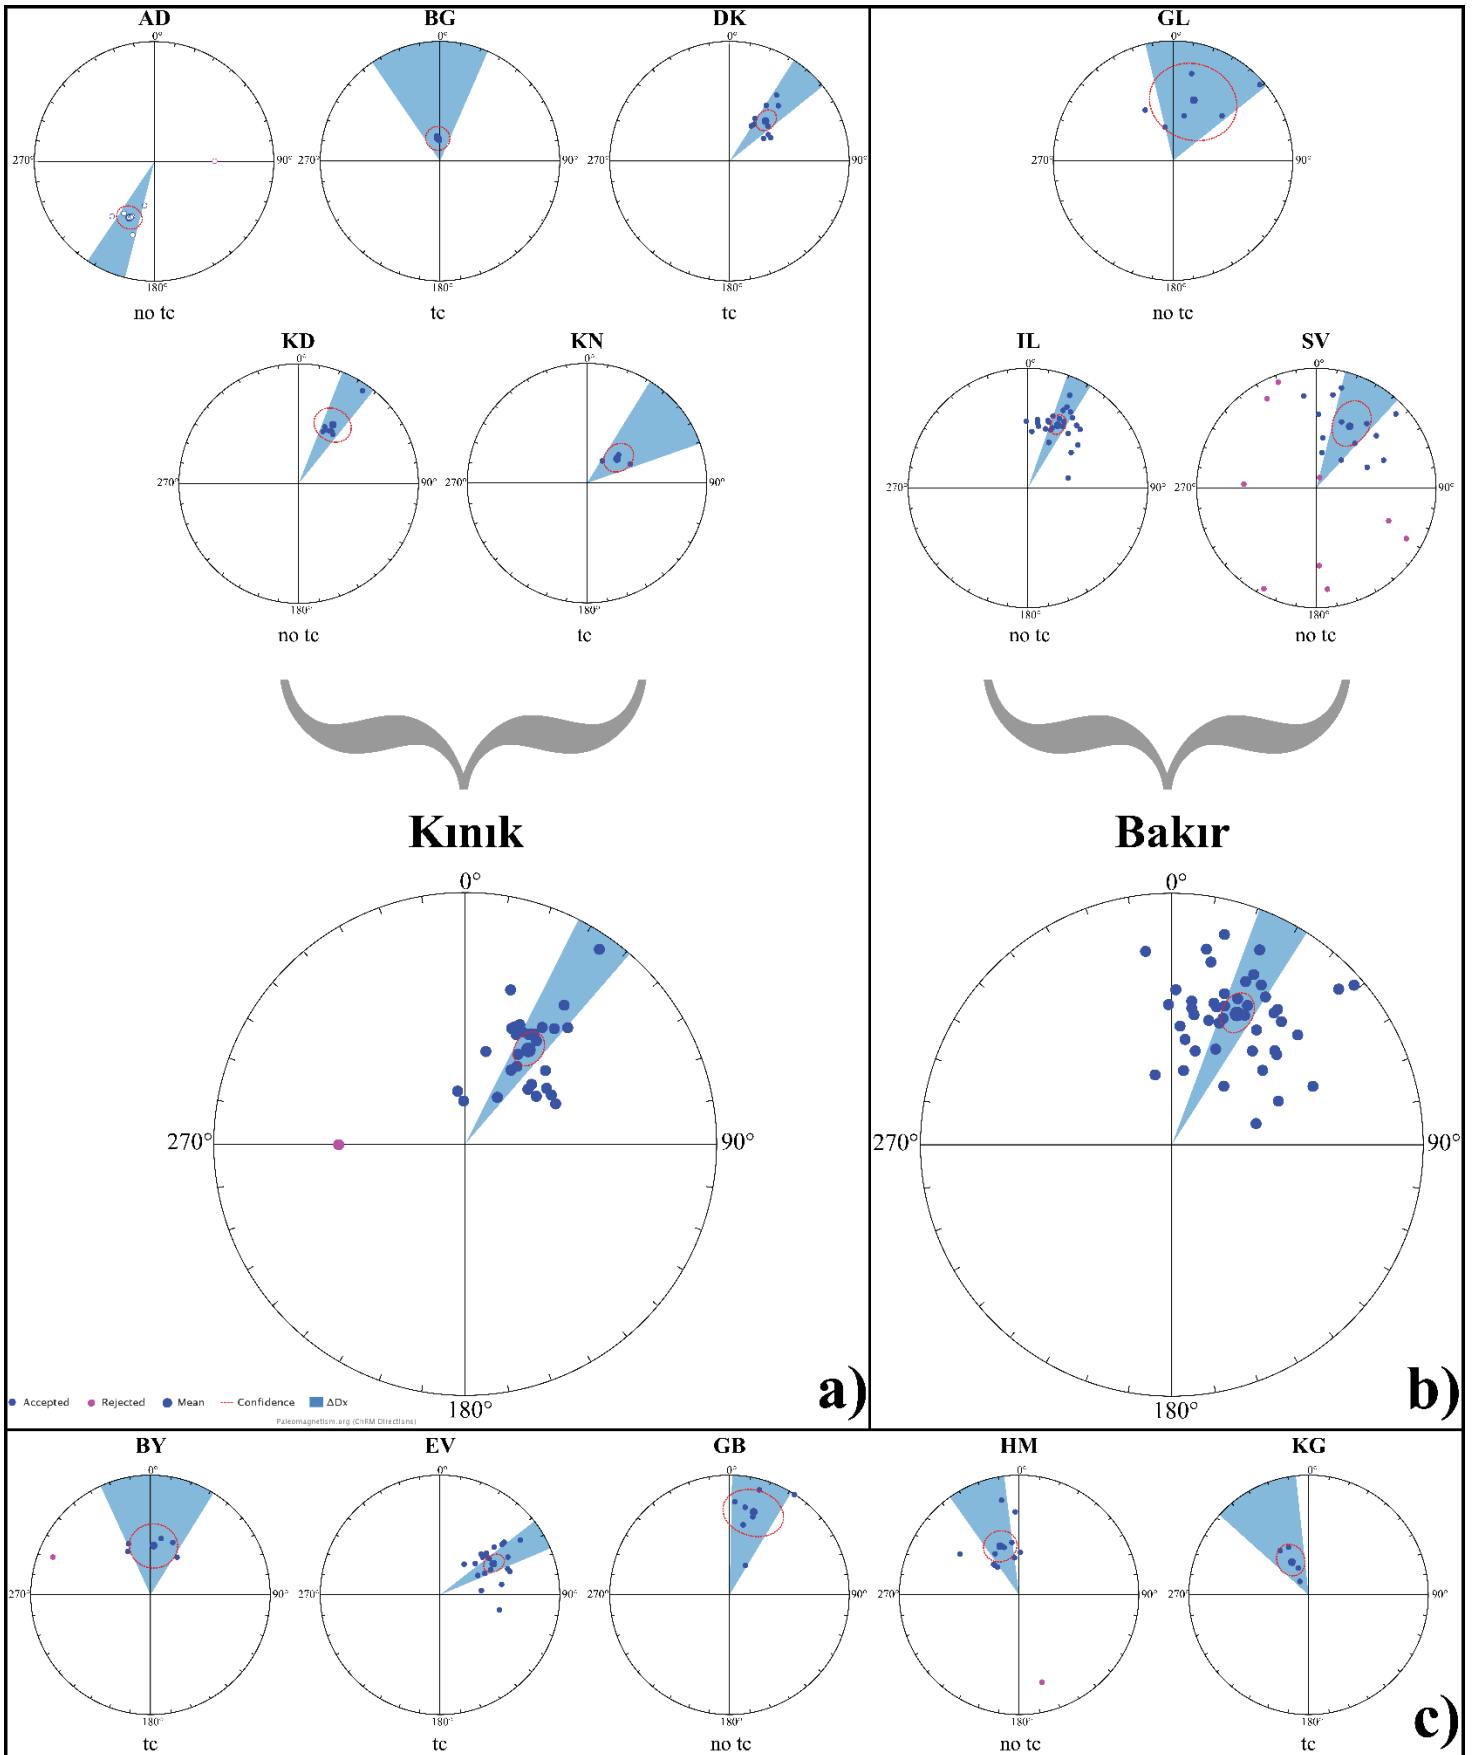 AD BG DK GL
0° 0° 0° 0°
270° 90° 270° 90° 270° 90° 270° 90°
180° 180° 180° 180°
no tc tc tc no tc
KD KN IL SV
0° 0° 0° 0°
270° 90° 270° 90° 270° 90° 270° 90°
180° 180° 180° 180°
no tc tc no tc no tc
Kınık Bakır
0° 0°
270° 90° 270° 90°
Accepted Rejected Mean Confidence ΔDx
a) b)
180° 180°
Paleomagnetism.org (ChRM Directions)
BY EV GB HM KG
0° 0° 0° 0° 0°
270° 90° 270° 90° 270° 90° 270° 90° 270° 90°
180° 180° 180° 180° 180°
tc tc no tc no tc tc
c)